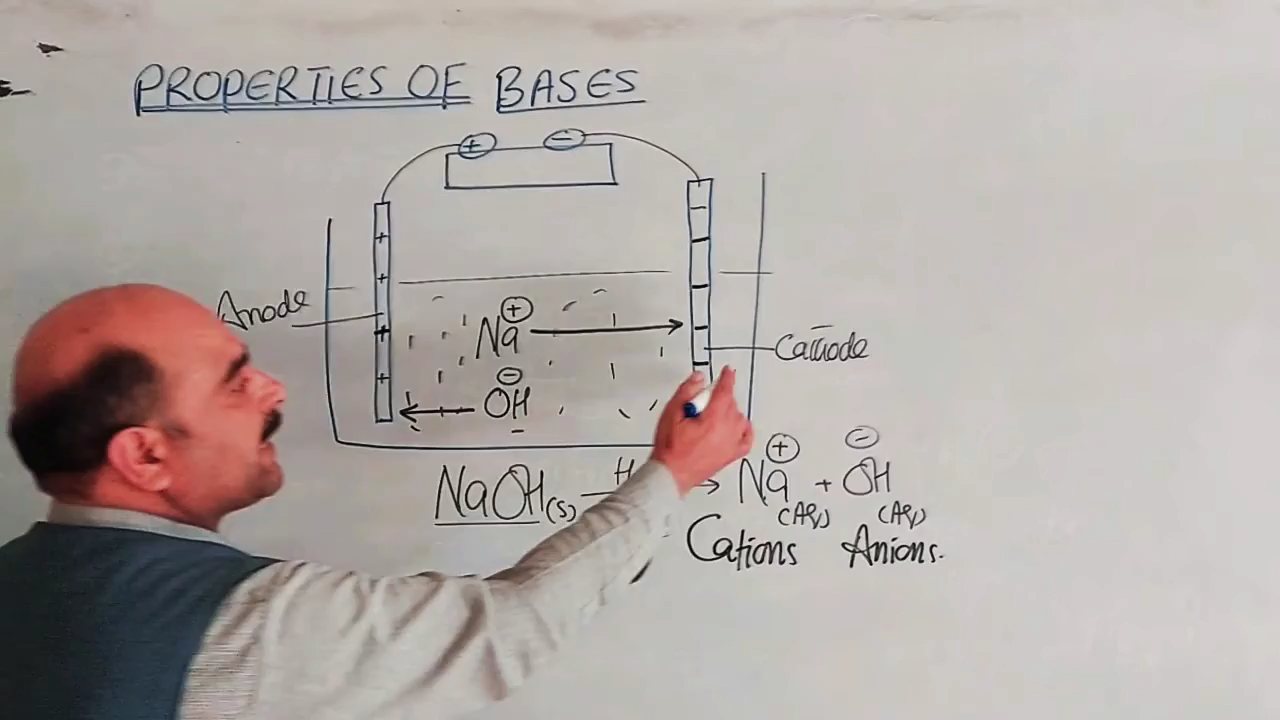 PROPERTIES OF BASES
+ −
Anode
Na⊕
Cathode
OH⊖
NaOH(s) → Na⊕(Aq) + OH⊖(Aq)
Cations Anions.